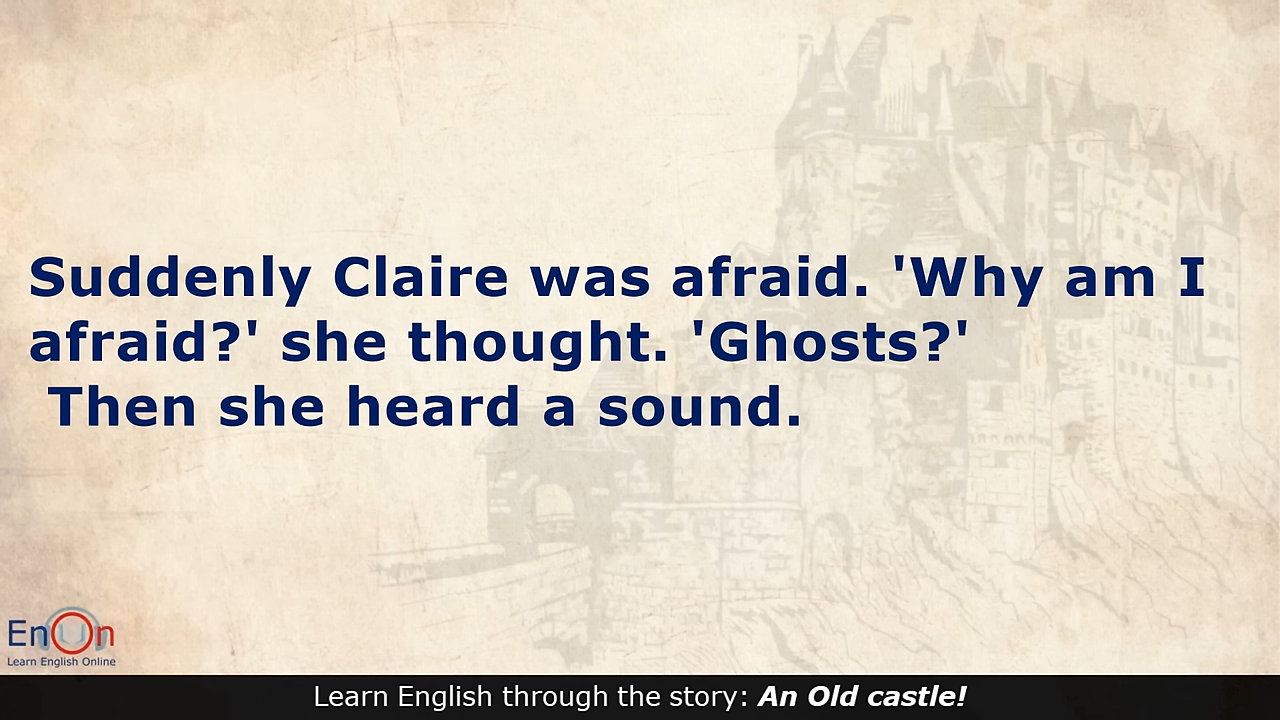 Suddenly Claire was afraid. 'Why am I
afraid?' she thought. 'Ghosts?'
Then she heard a sound.
EnOn
Learn English Online
Learn English through the story: An Old castle!